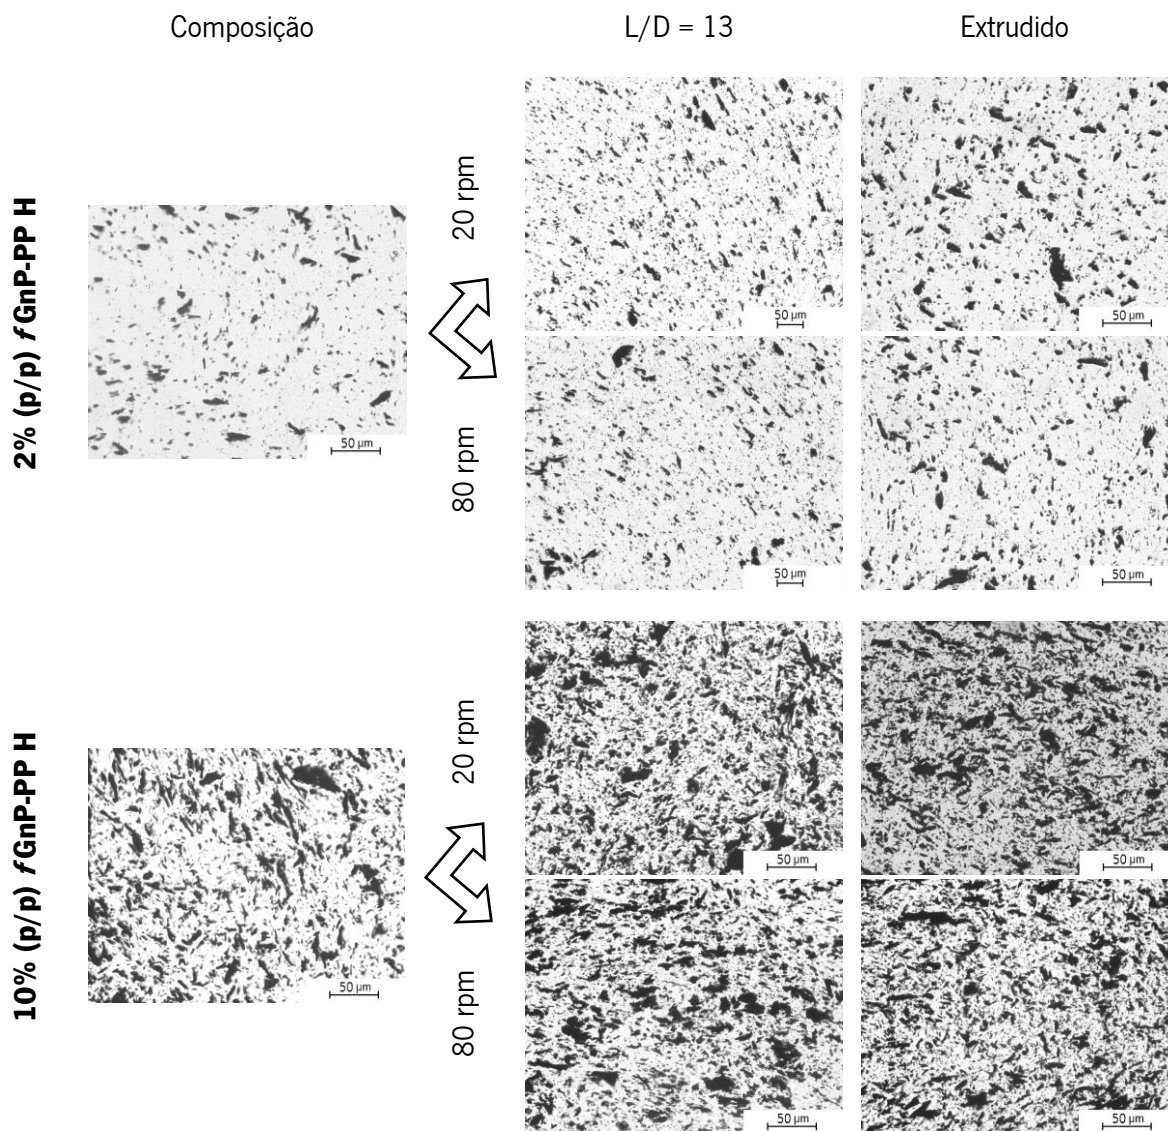 Composição
L/D = 13
Extrudido
2% (p/p) fGnP-PP H
20 rpm
50 µm
50 µm
50 µm
80 rpm
50 µm
50 µm
10% (p/p) fGnP-PP H
20 rpm
50 µm
50 µm
50 µm
80 rpm
50 µm
50 µm